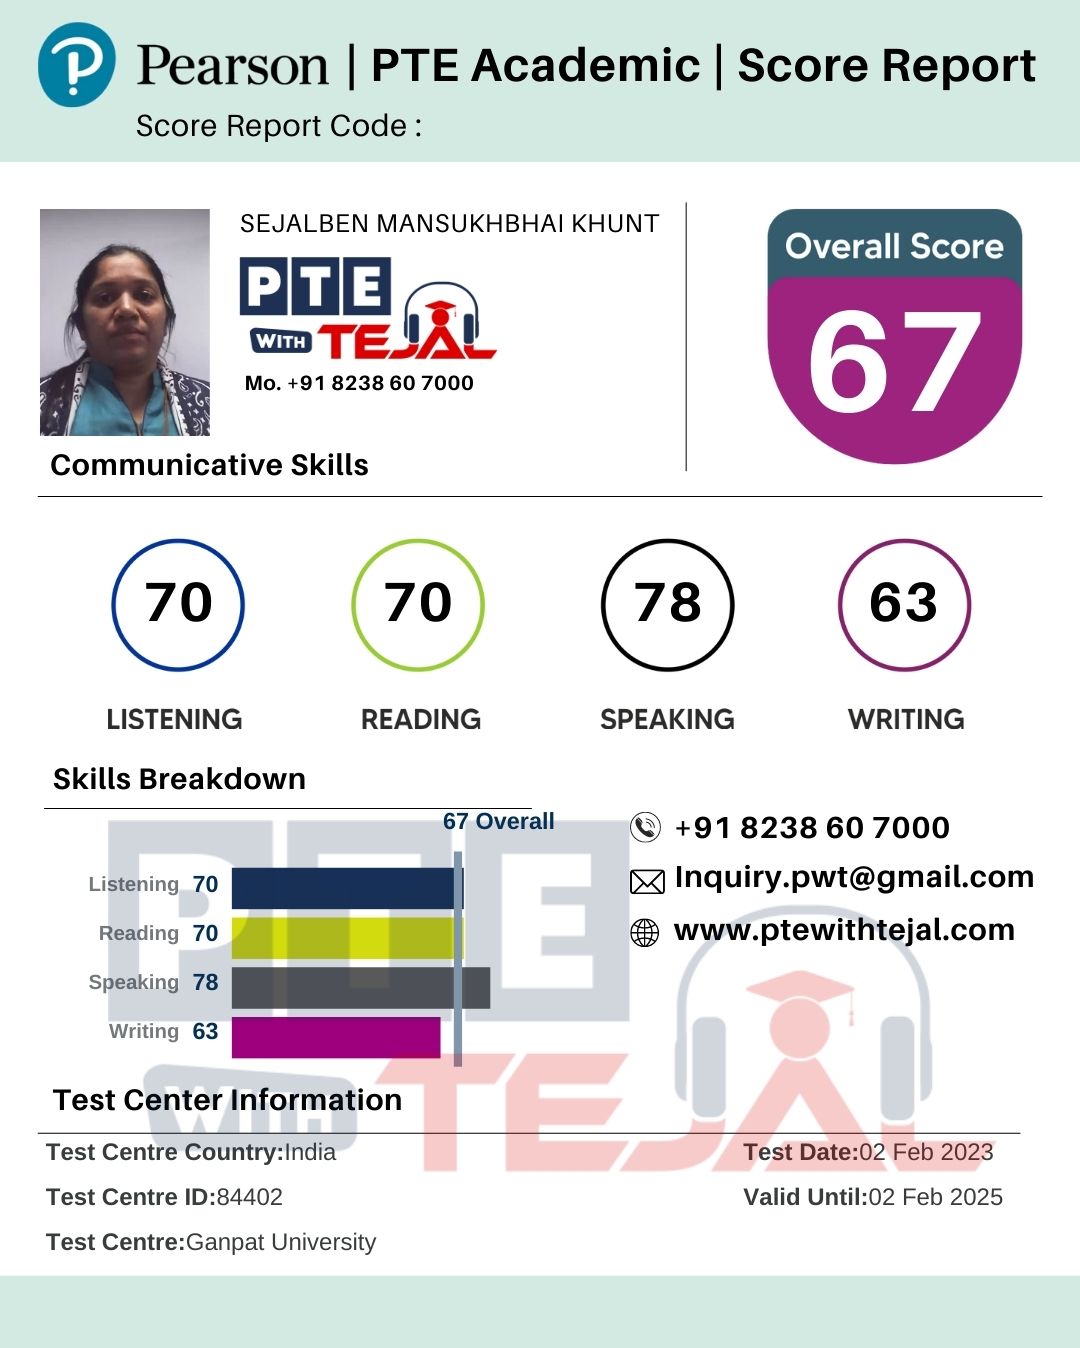 Pearson | PTE Academic | Score Report
Score Report Code :
SEJALBEN MANSUKHBHAI KHUNT
PTE
WITH TEJAL
Mo. +91 8238 60 7000
Overall Score
67
Communicative Skills
70 70 78 63
LISTENING READING SPEAKING WRITING
Skills Breakdown
67 Overall
Listening 70
Reading 70
Speaking 78
Writing 63
+91 8238 60 7000
Inquiry.pwt@gmail.com
www.ptewithtejal.com
PTE
WITH TEJAL
Test Center Information
Test Centre Country:India
Test Date:02 Feb 2023
Test Centre ID:84402
Valid Until:02 Feb 2025
Test Centre:Ganpat University